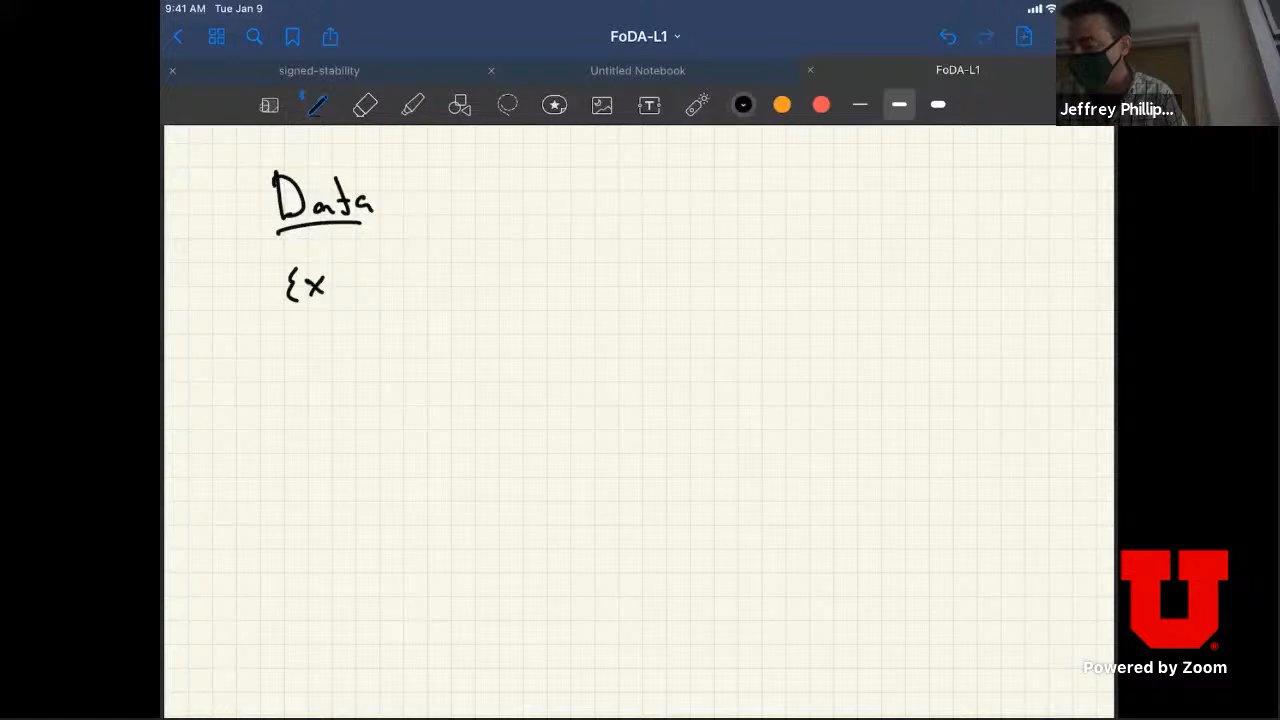 9:41 AM Tue Jan 9
FoDA-L1
signed-stability
Untitled Notebook
FoDA-L1
T
Jeffrey Phillip...
Data
{x
U
Powered by Zoom